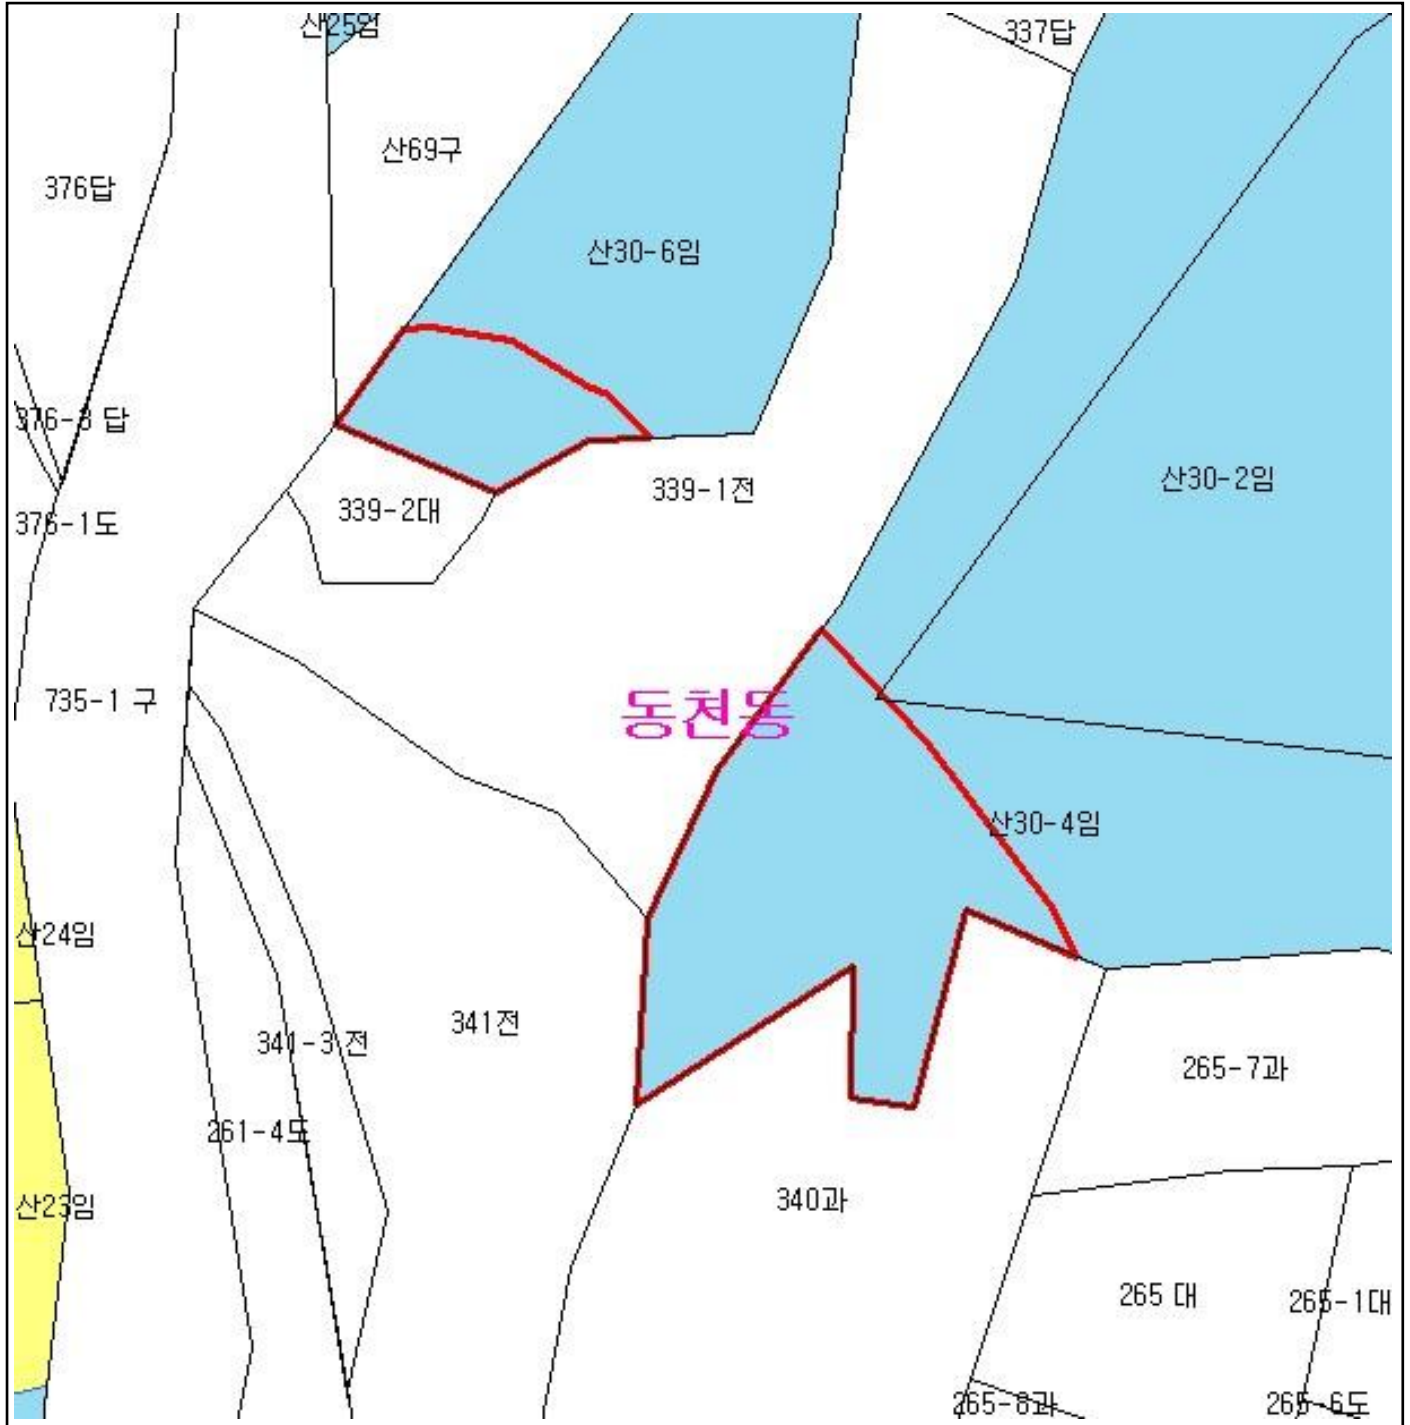 산25임
337답
산69구
376답
산30-6임
376-3 답
산30-2임
339-1전
339-2대
376-1도
735-1 구
동천동
산30-4임
산24임
341전
341-3 전
265-7과
261-4도
340과
산23임
265 대
265-1대
265-8과
265-6도